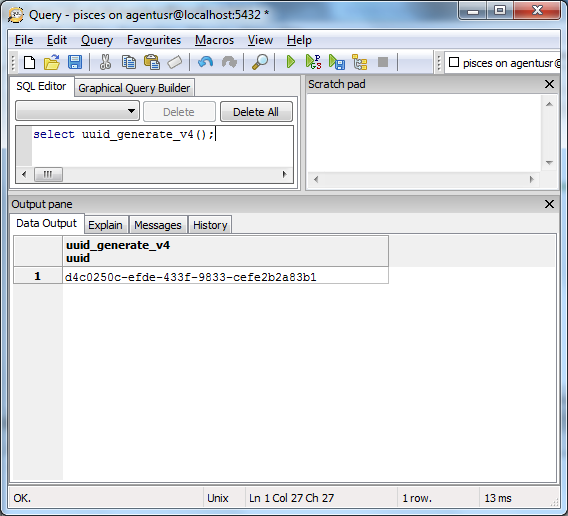 Query - pisces on agentusr@localhost:5432 *
File Edit Query Favourites Macros View Help
pisces on agentusr@
SQL Editor Graphical Query Builder
Delete Delete All
select uuid_generate_v4();
Scratch pad
Output pane
Data Output Explain Messages History
uuid_generate_v4
uuid
1 d4c0250c-efde-433f-9833-cefe2b2a83b1
OK. Unix Ln 1 Col 27 Ch 27 1 row. 13 ms